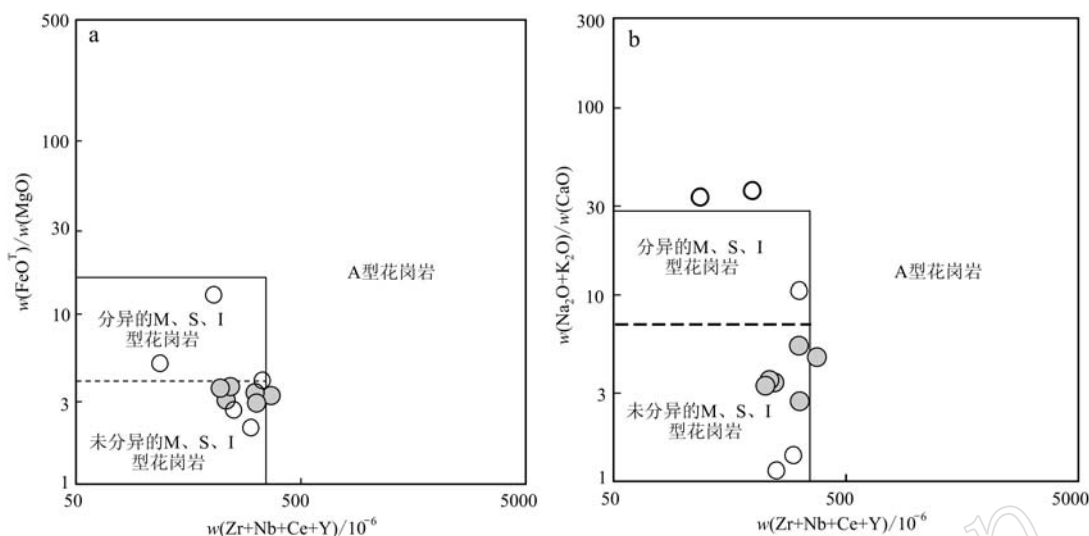 a
500
100
30
10
3
1
50
500
5000
w(FeOᵀ)/w(MgO)
w(Zr+Nb+Ce+Y)/10⁻⁶
A型花岗岩
分异的M、S、I
型花岗岩
未分异的M、S、I
型花岗岩
b
300
100
30
10
3
1
50
500
5000
w(Na₂O+K₂O)/w(CaO)
w(Zr+Nb+Ce+Y)/10⁻⁶
分异的M、S、I
型花岗岩
A型花岗岩
未分异的M、S、I
型花岗岩